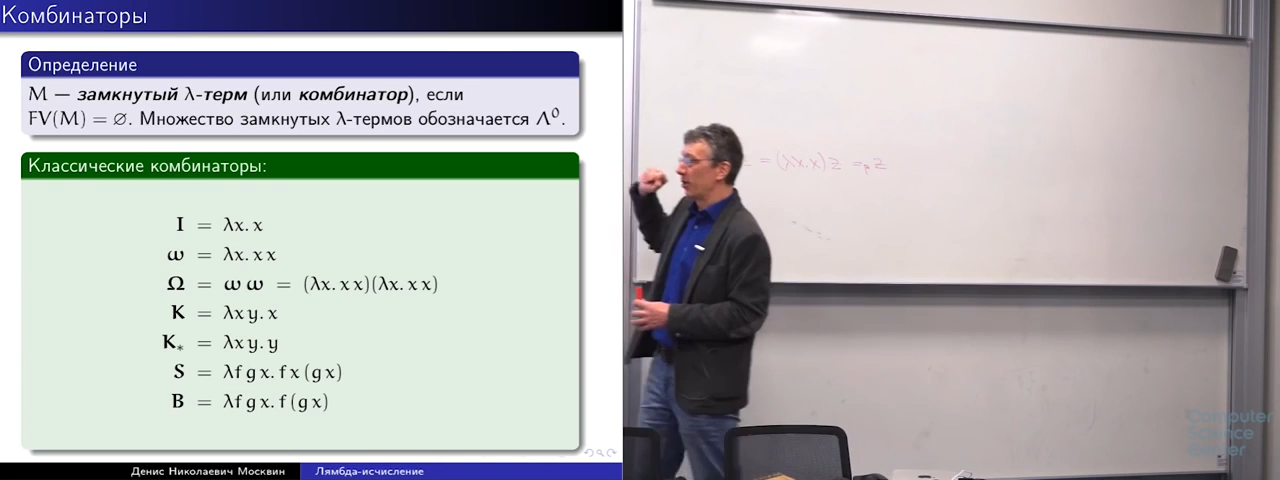 Комбинаторы
Определение
M — замкнутый λ-терм (или комбинатор), если
FV(M) = ∅. Множество замкнутых λ-термов обозначается Λ⁰.
Классические комбинаторы:
I = λx. x
ω = λx. x x
Ω = ω ω = (λx. x x)(λx. x x)
K = λx y. x
K* = λx y. y
S = λf g x. f x (g x)
B = λf g x. f (g x)
Денис Николаевич Москвин
Лямбда-исчисление
= (λx.x)z =β z
Computer
Science